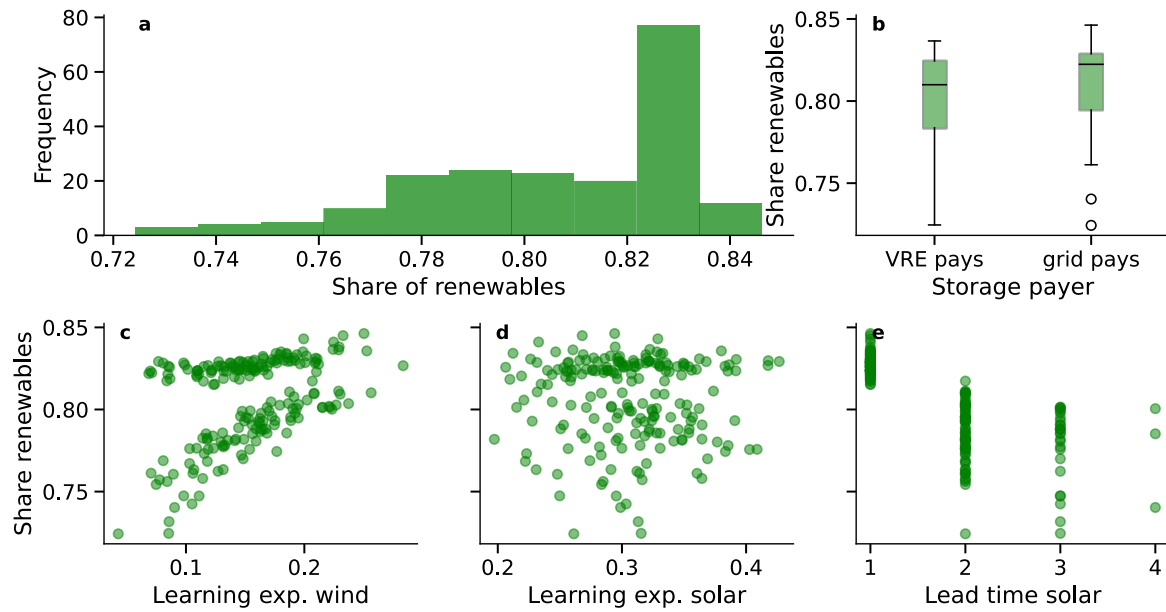 a
80
60
40
20
0
Frequency
0.72 0.74 0.76 0.78 0.80 0.82 0.84
Share of renewables
b
0.85
0.80
0.75
Share renewables
VRE pays grid pays
Storage payer
c
0.85
0.80
0.75
Share renewables
0.1 0.2
Learning exp. wind
d
0.2 0.3 0.4
Learning exp. solar
e
1 2 3 4
Lead time solar